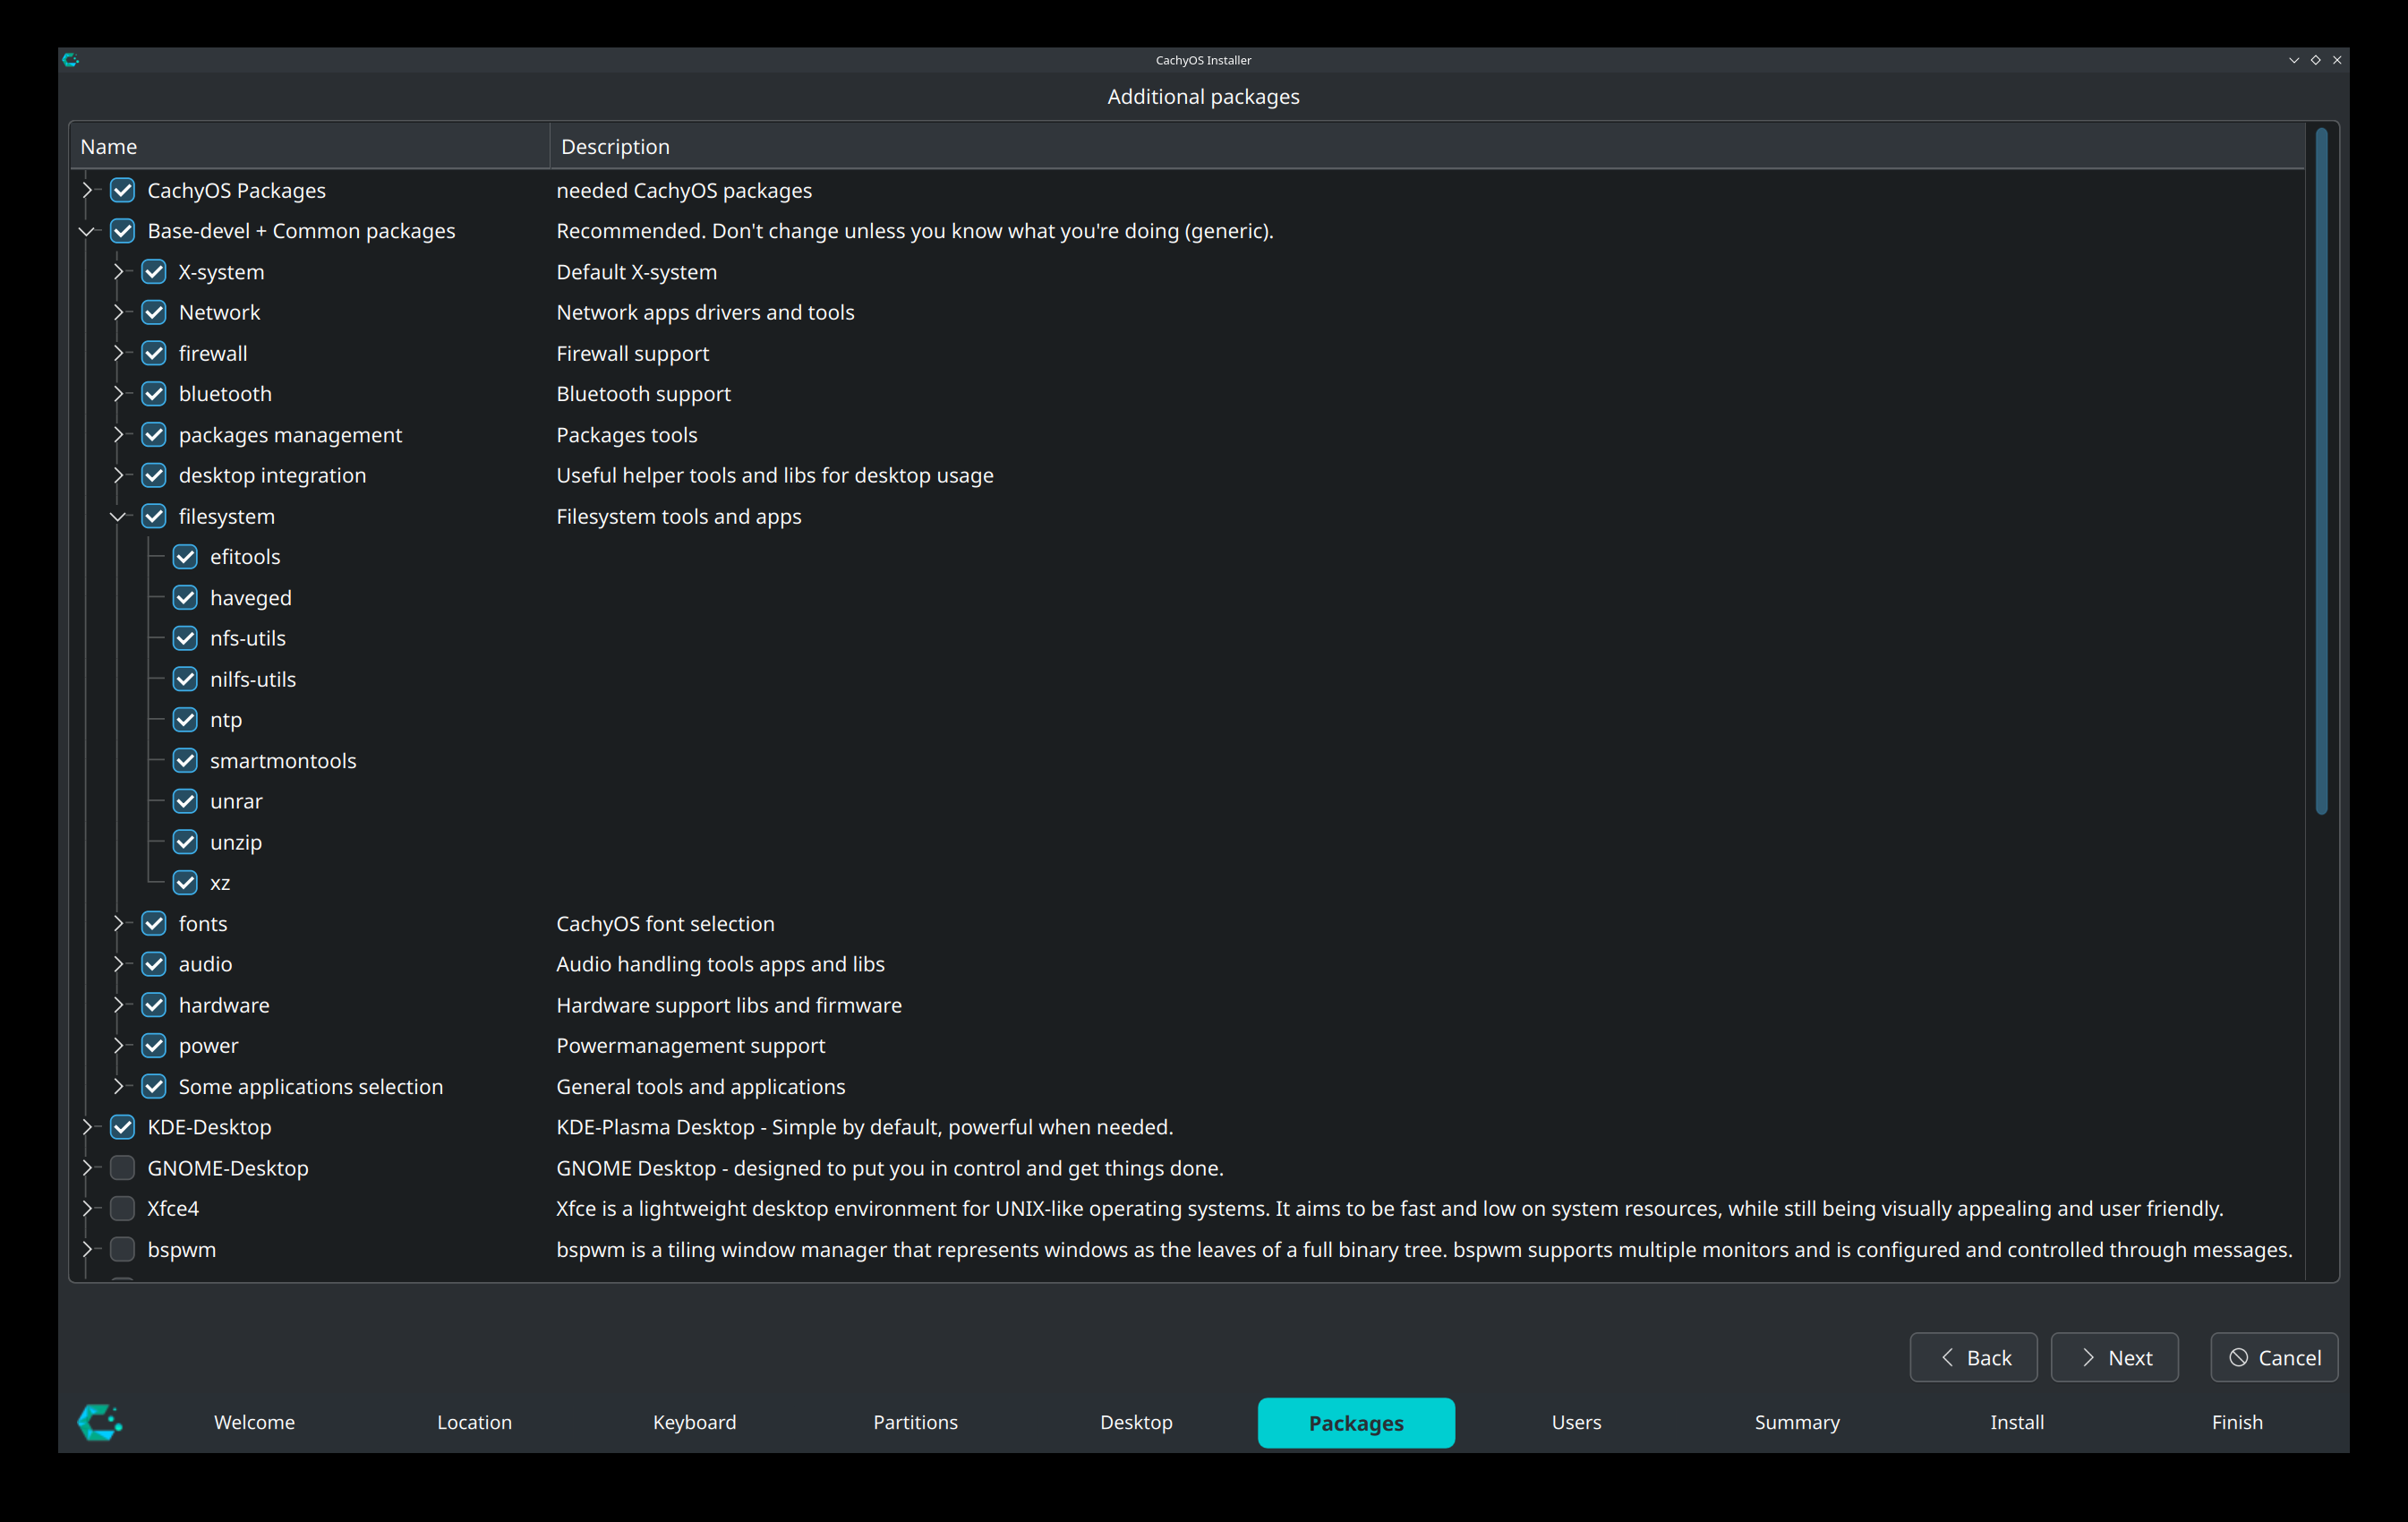 CachyOS Installer
Additional packages
Name Description
CachyOS Packages needed CachyOS packages
Base-devel + Common packages Recommended. Don't change unless you know what you're doing (generic).
X-system Default X-system
Network Network apps drivers and tools
firewall Firewall support
bluetooth Bluetooth support
packages management Packages tools
desktop integration Useful helper tools and libs for desktop usage
filesystem Filesystem tools and apps
efitools
haveged
nfs-utils
nilfs-utils
ntp
smartmontools
unrar
unzip
xz
fonts CachyOS font selection
audio Audio handling tools apps and libs
hardware Hardware support libs and firmware
power Powermanagement support
Some applications selection General tools and applications
KDE-Desktop KDE-Plasma Desktop - Simple by default, powerful when needed.
GNOME-Desktop GNOME Desktop - designed to put you in control and get things done.
Xfce4 Xfce is a lightweight desktop environment for UNIX-like operating systems. It aims to be fast and low on system resources, while still being visually appealing and user friendly.
bspwm bspwm is a tiling window manager that represents windows as the leaves of a full binary tree. bspwm supports multiple monitors and is configured and controlled through messages.
Back Next Cancel
Welcome Location Keyboard Partitions Desktop Packages Users Summary Install Finish